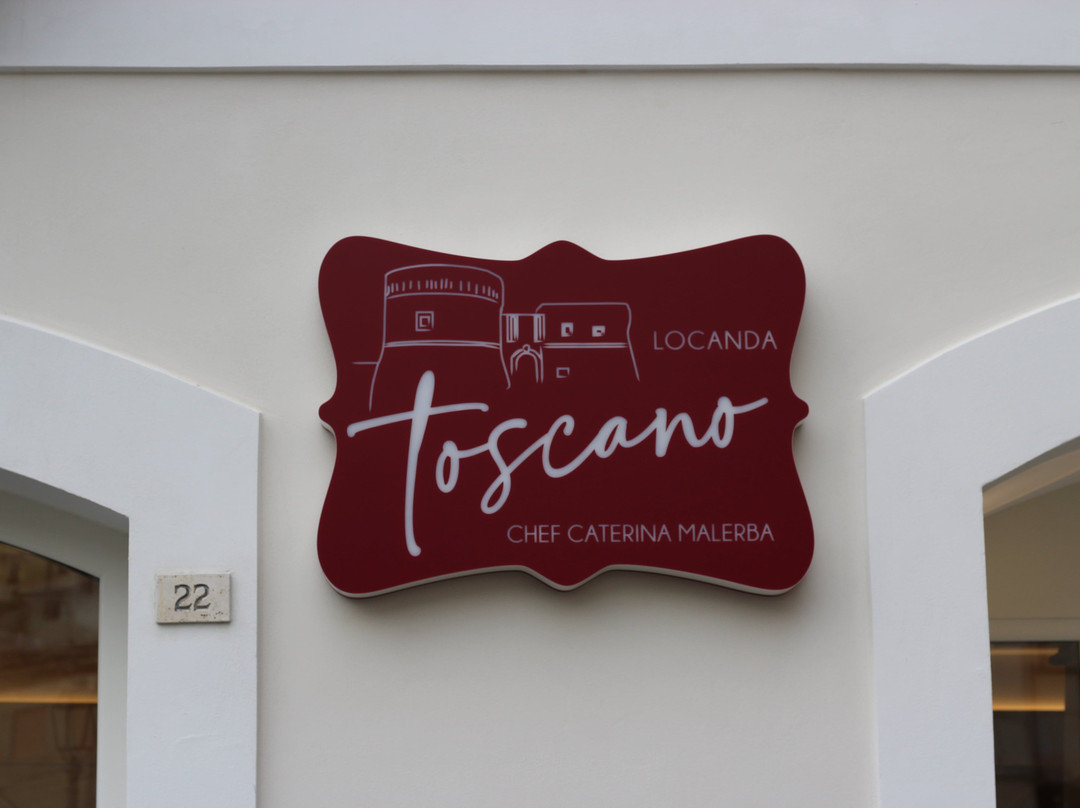 LOCANDA
Toscano
CHEF CATERINA MALERBA
22